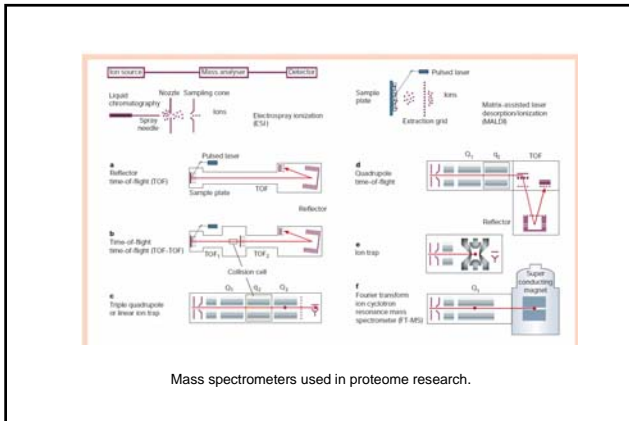 Ion source Mass analyser Detector
Liquid
chromatography
Nozzle Sampling cone
Spray
needle
Ions
Electrospray ionization
(ESI)
Sample
plate
Pulsed laser
Ions
Extraction grid
Matrix-assisted laser
desorption/ionization
(MALDI)
a
Reflector
time-of-flight (TOF)
Pulsed laser
Sample plate
TOF
Reflector
b
Time-of-flight
time-of-flight (TOF-TOF)
TOF1 TOF2
Collision cell
c
Triple quadrupole
or linear ion trap
Q1 q2 Q3
d
Quadrupole
time-of-flight
Q1 TOF
Reflector
e
Ion trap
f
Fourier transform
ion cyclotron
resonance mass
spectrometer (FT-MS)
Super
conducting
magnet
Mass spectrometers used in proteome research.